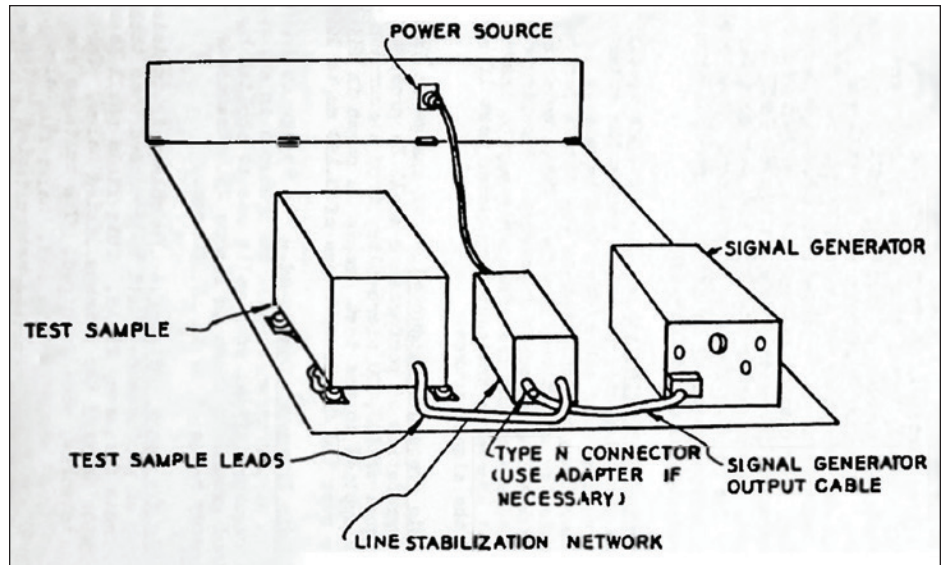 POWER SOURCE
SIGNAL GENERATOR
TEST SAMPLE
TEST SAMPLE LEADS
TYPE N CONNECTOR
(USE ADAPTER IF
NECESSARY)
SIGNAL GENERATOR
OUTPUT CABLE
LINE STABILIZATION NETWORK